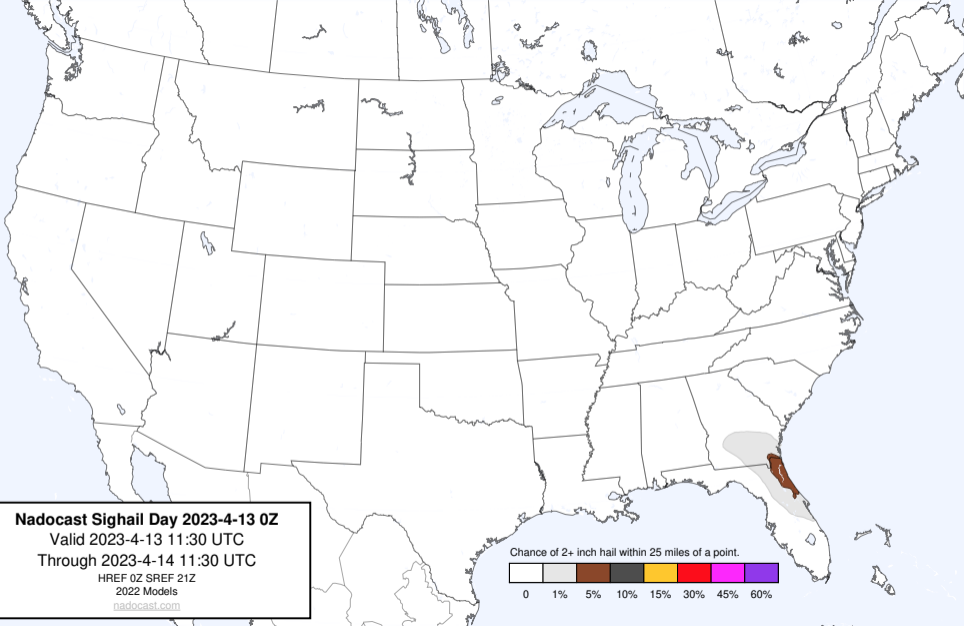 Nadocast Sighail Day 2023-4-13 0Z
Valid 2023-4-13 11:30 UTC
Through 2023-4-14 11:30 UTC
HREF 0Z SREF 21Z
2022 Models
nadocast.com
Chance of 2+ inch hail within 25 miles of a point.
0 1% 5% 10% 15% 30% 45% 60%